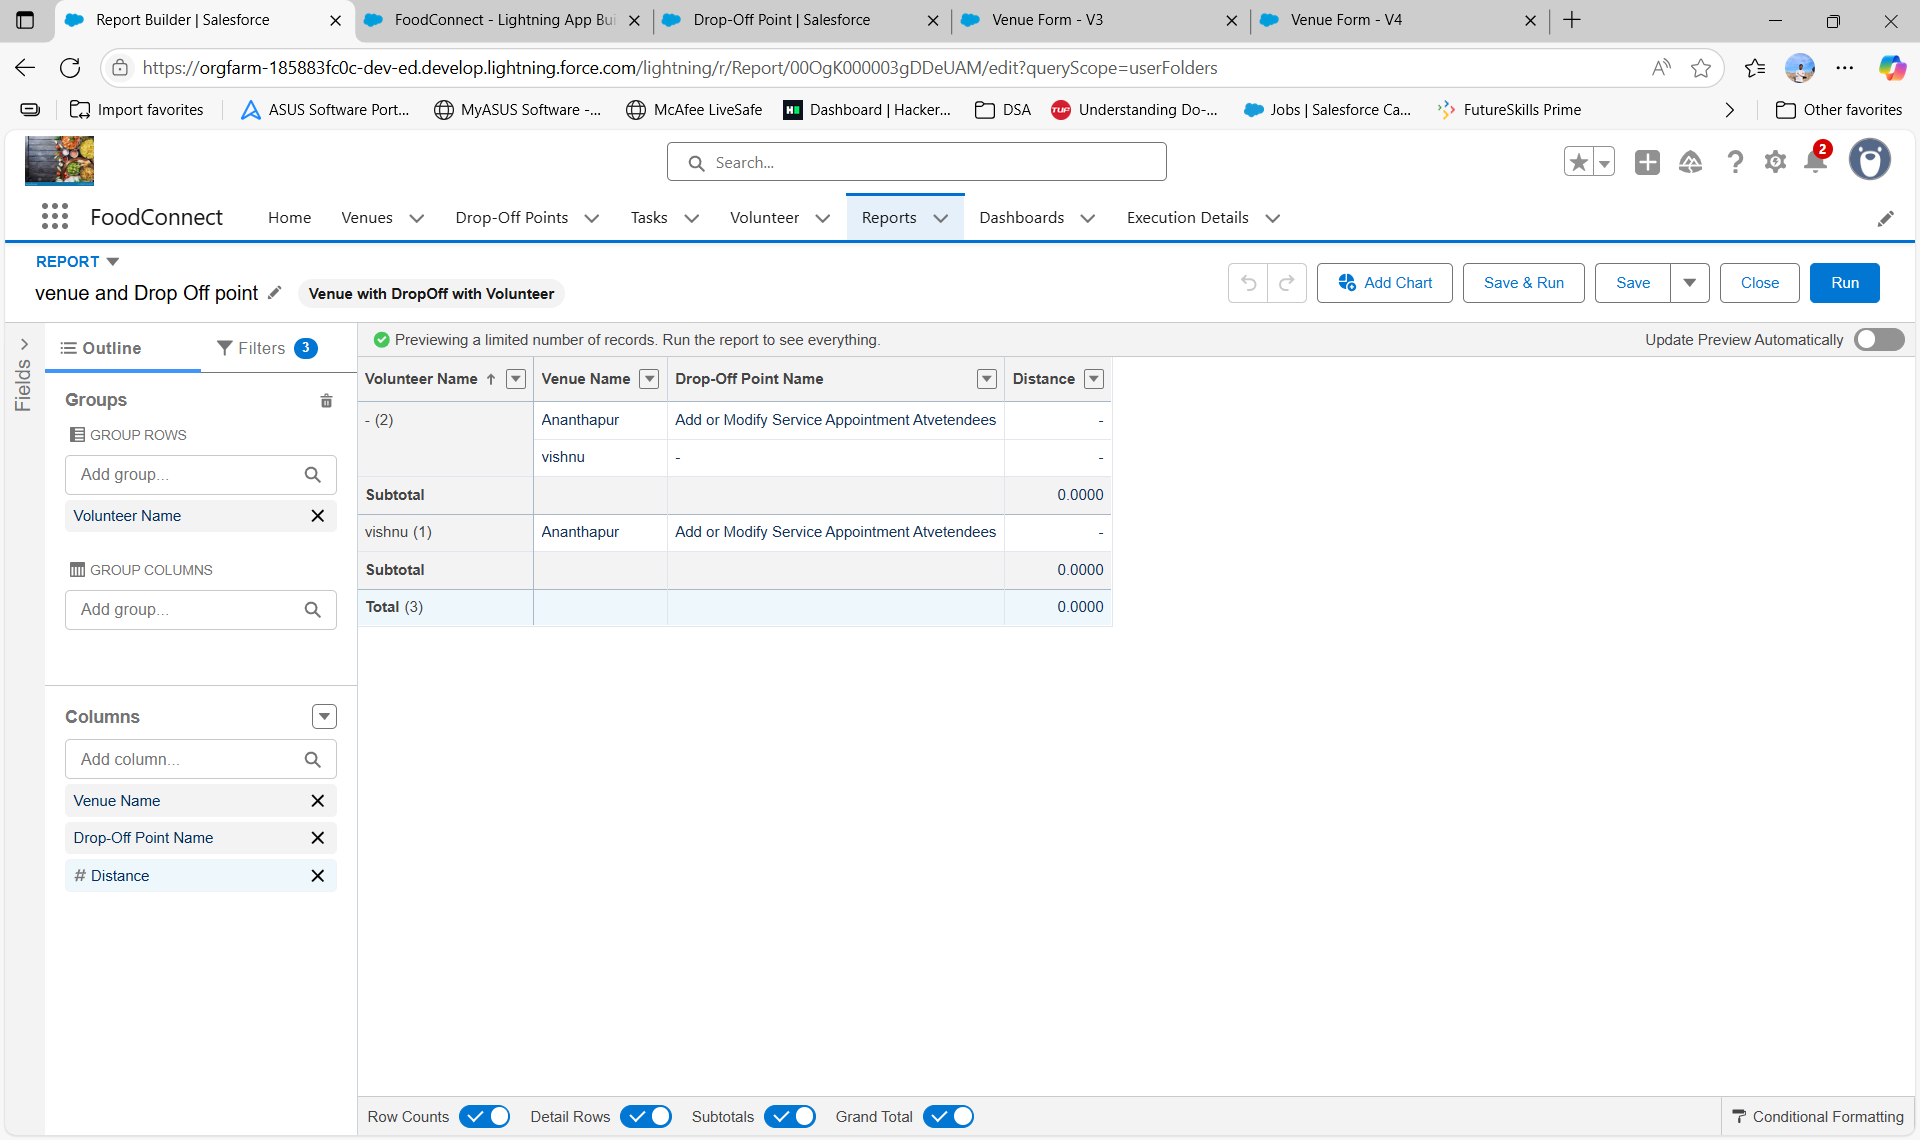 Report Builder | Salesforce
FoodConnect - Lightning App Bui
Drop-Off Point | Salesforce
Venue Form - V3
Venue Form - V4
https://orgfarm-185883fc0c-dev-ed.develop.lightning.force.com/lightning/r/Report/00OgK000003gDDeUAM/edit?queryScope=userFolders
Import favorites
ASUS Software Port...
MyASUS Software -...
McAfee LiveSafe
Dashboard | Hacker...
DSA
Understanding Do-...
Jobs | Salesforce Ca...
FutureSkills Prime
Other favorites
Search...
2
FoodConnect
Home
Venues
Drop-Off Points
Tasks
Volunteer
Reports
Dashboards
Execution Details
REPORT
venue and Drop Off point
Venue with DropOff with Volunteer
Add Chart
Save & Run
Save
Close
Run
Fields
Outline
Filters 3
Previewing a limited number of records. Run the report to see everything.
Update Preview Automatically
Groups
GROUP ROWS
Add group...
Volunteer Name
GROUP COLUMNS
Add group...
Columns
Add column...
Venue Name
Drop-Off Point Name
# Distance
Volunteer Name ↑ Venue Name Drop-Off Point Name Distance
- (2) Ananthapur Add or Modify Service Appointment Atvetendees -
vishnu - -
Subtotal 0.0000
vishnu (1) Ananthapur Add or Modify Service Appointment Atvetendees -
Subtotal 0.0000
Total (3) 0.0000
Row Counts
Detail Rows
Subtotals
Grand Total
Conditional Formatting